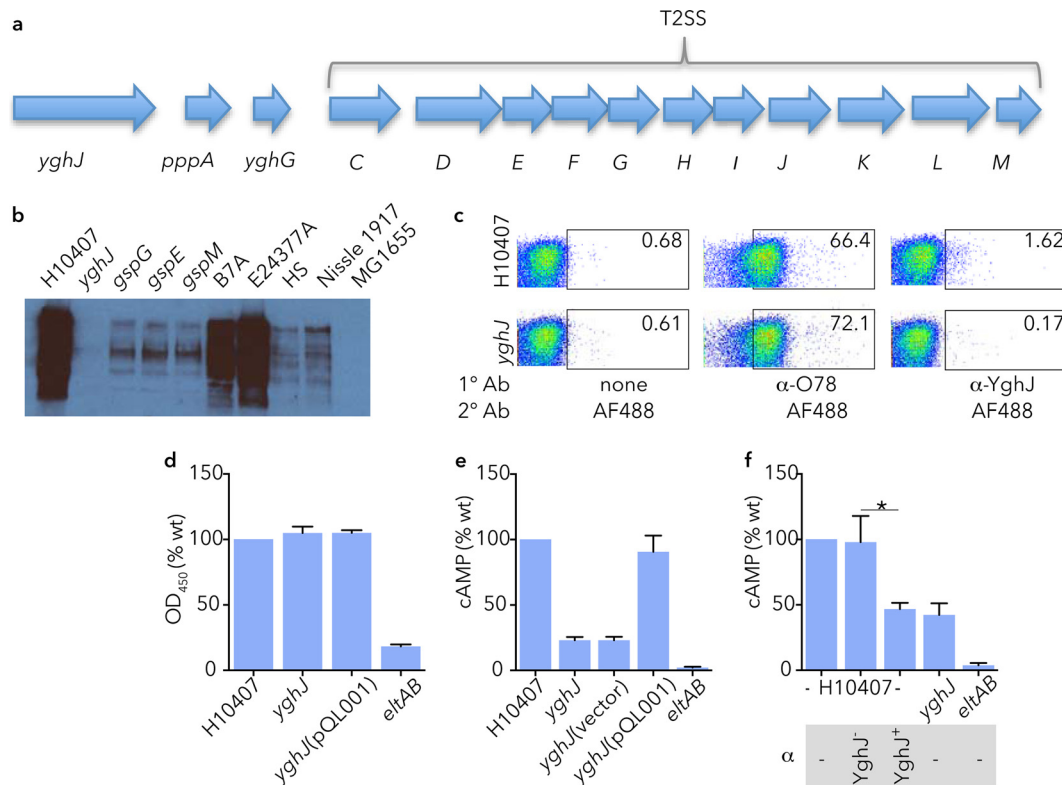 a
T2SS
yghJ pppA yghG C D E F G H I J K L M
b
H10407
yghJ
gspG
gspE
gspM
B7A
E24377A
HS
Nissle 1917
MG1655
c
H10407
0.68 66.4 1.62
yghJ
0.61 72.1 0.17
1° Ab none α-O78 α-YghJ
2° Ab AF488 AF488 AF488
d
OD450 (% wt)
150
100
50
0
H10407
yghJ
yghJ(pQL001)
eltAB
e
cAMP (% wt)
150
100
50
0
H10407
yghJ
yghJ(vector)
yghJ(pQL001)
eltAB
f
cAMP (% wt)
150
100
50
0
*
- H10407 -
yghJ
eltAB
α - YghJ- YghJ+ - -